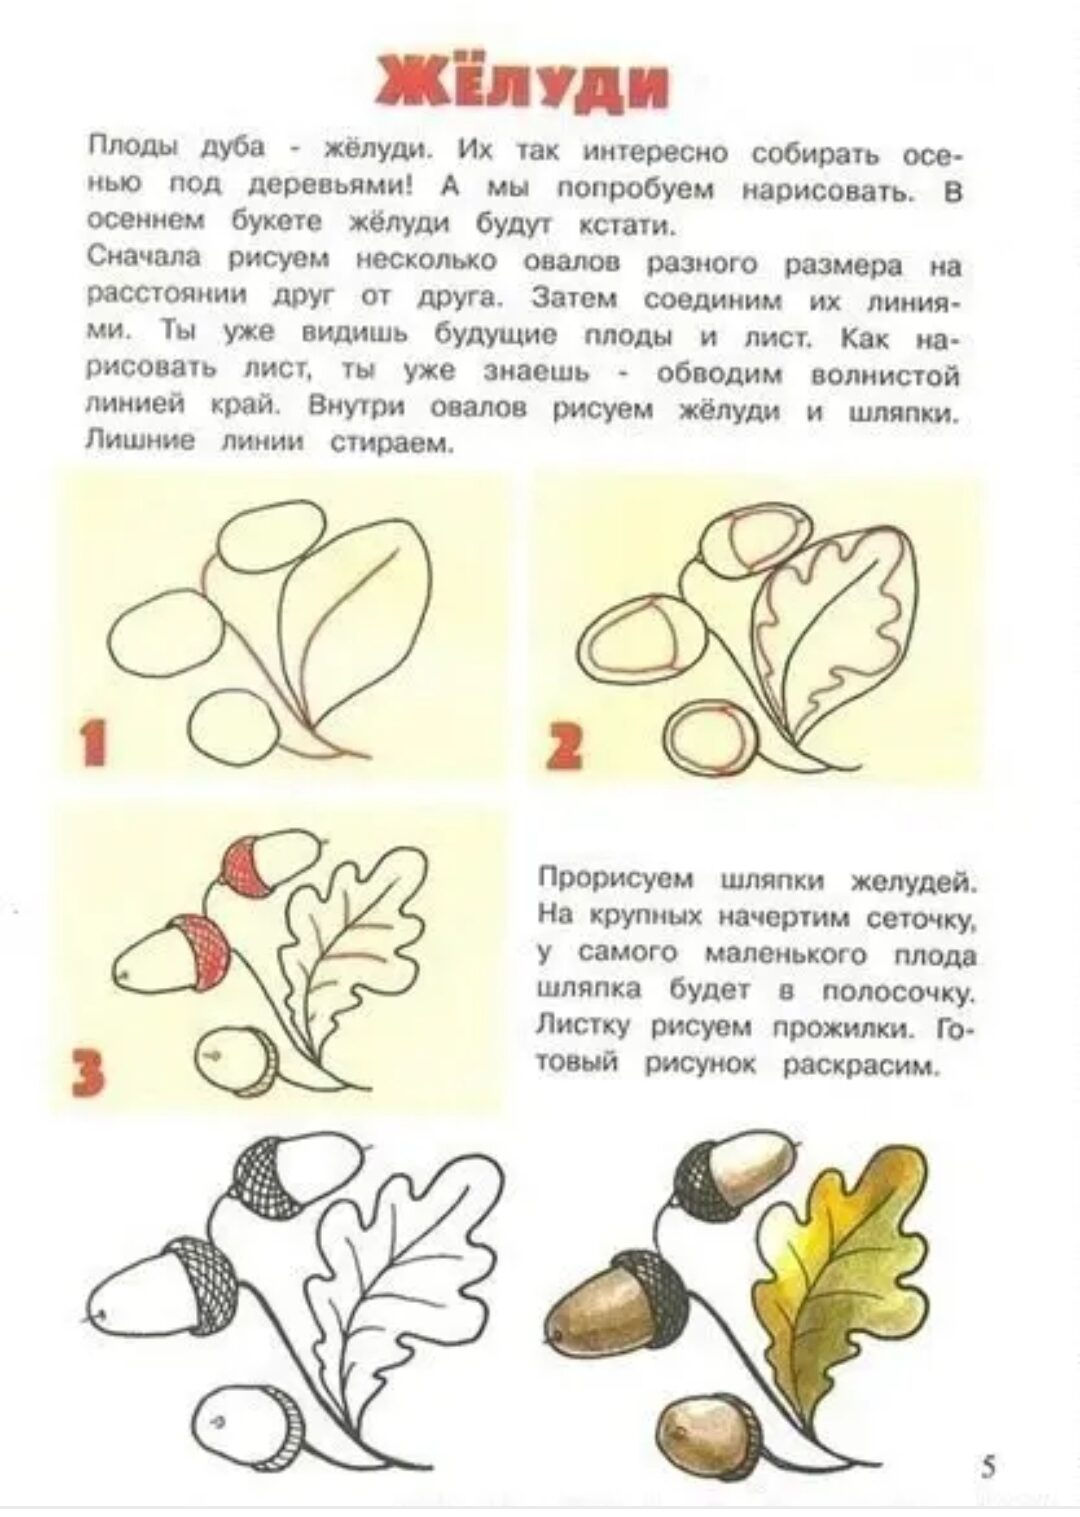 ЖЁЛУДИ
Плоды дуба - жёлуди. Их так интересно собирать осе-
нью под деревьями! А мы попробуем нарисовать. В
осеннем букете жёлуди будут кстати.
Сначала рисуем несколько овалов разного размера на
расстоянии друг от друга. Затем соединим их линия-
ми. Ты уже видишь будущие плоды и лист. Как на-
рисовать лист, ты уже знаешь - обводим волнистой
линией край. Внутри овалов рисуем жёлуди и шляпки.
Лишние линии стираем.
1
2
3
Прорисуем шляпки желудей.
На крупных начертим сеточку,
у самого маленького плода
шляпка будет в полосочку.
Листку рисуем прожилки. Го-
товый рисунок раскрасим.
5